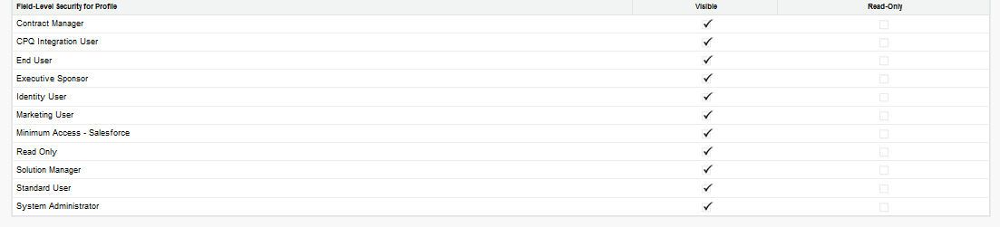 Field-Level Security for Profile Visible Read-Only
Contract Manager
CPQ Integration User
End User
Executive Sponsor
Identity User
Marketing User
Minimum Access - Salesforce
Read Only
Solution Manager
Standard User
System Administrator